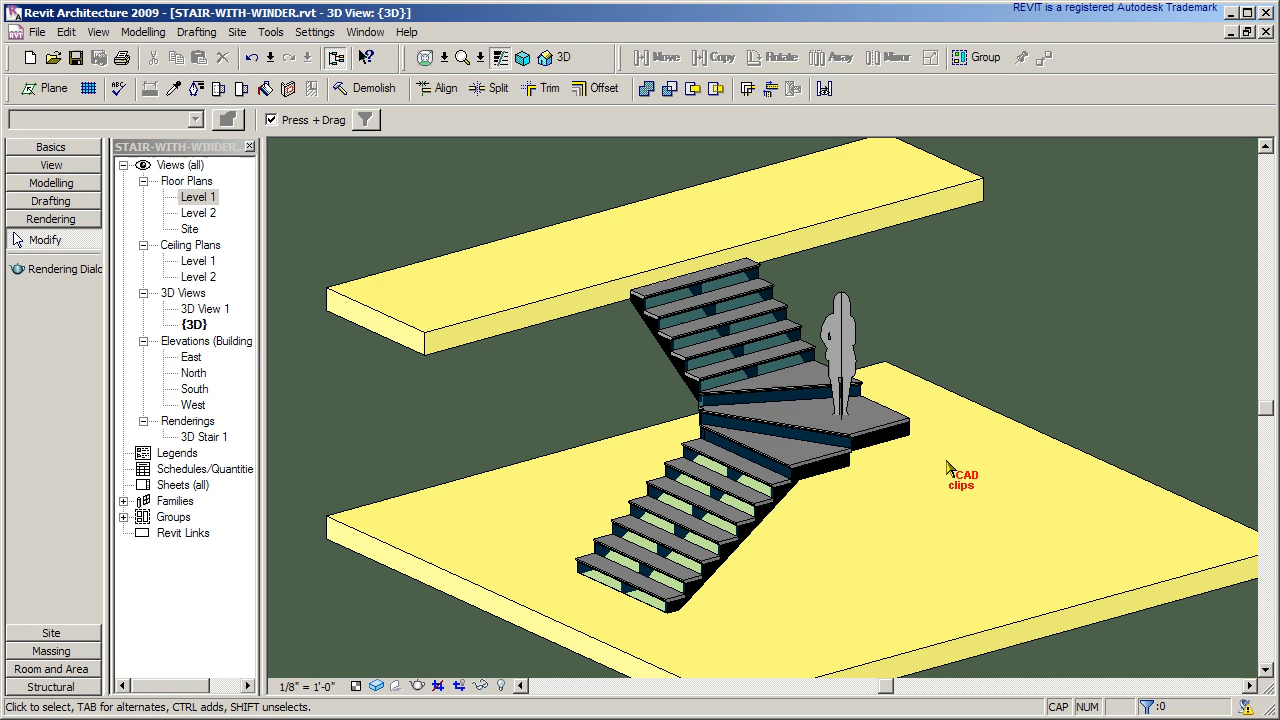 Revit Architecture 2009 - [STAIR-WITH-WINDER.rvt - 3D View: {3D}]
REVIT is a registered Autodesk Trademark
File Edit View Modelling Drafting Site Tools Settings Window Help
3D Move Copy Rotate Array Mirror Group
Plane ABC Demolish Align Split Trim Offset
Press + Drag
Basics
View
Modelling
Drafting
Rendering
Modify
Rendering Dialo
Site
Massing
Room and Area
Structural
STAIR-WITH-WINDER...
Views (all)
Floor Plans
Level 1
Level 2
Site
Ceiling Plans
Level 1
Level 2
3D Views
3D View 1
{3D}
Elevations (Building
East
North
South
West
Renderings
3D Stair 1
Legends
Schedules/Quantitie
Sheets (all)
Families
Groups
Revit Links
CAD
clips
1/8" = 1'-0"
Click to select, TAB for alternates, CTRL adds, SHIFT unselects.
CAP NUM :0